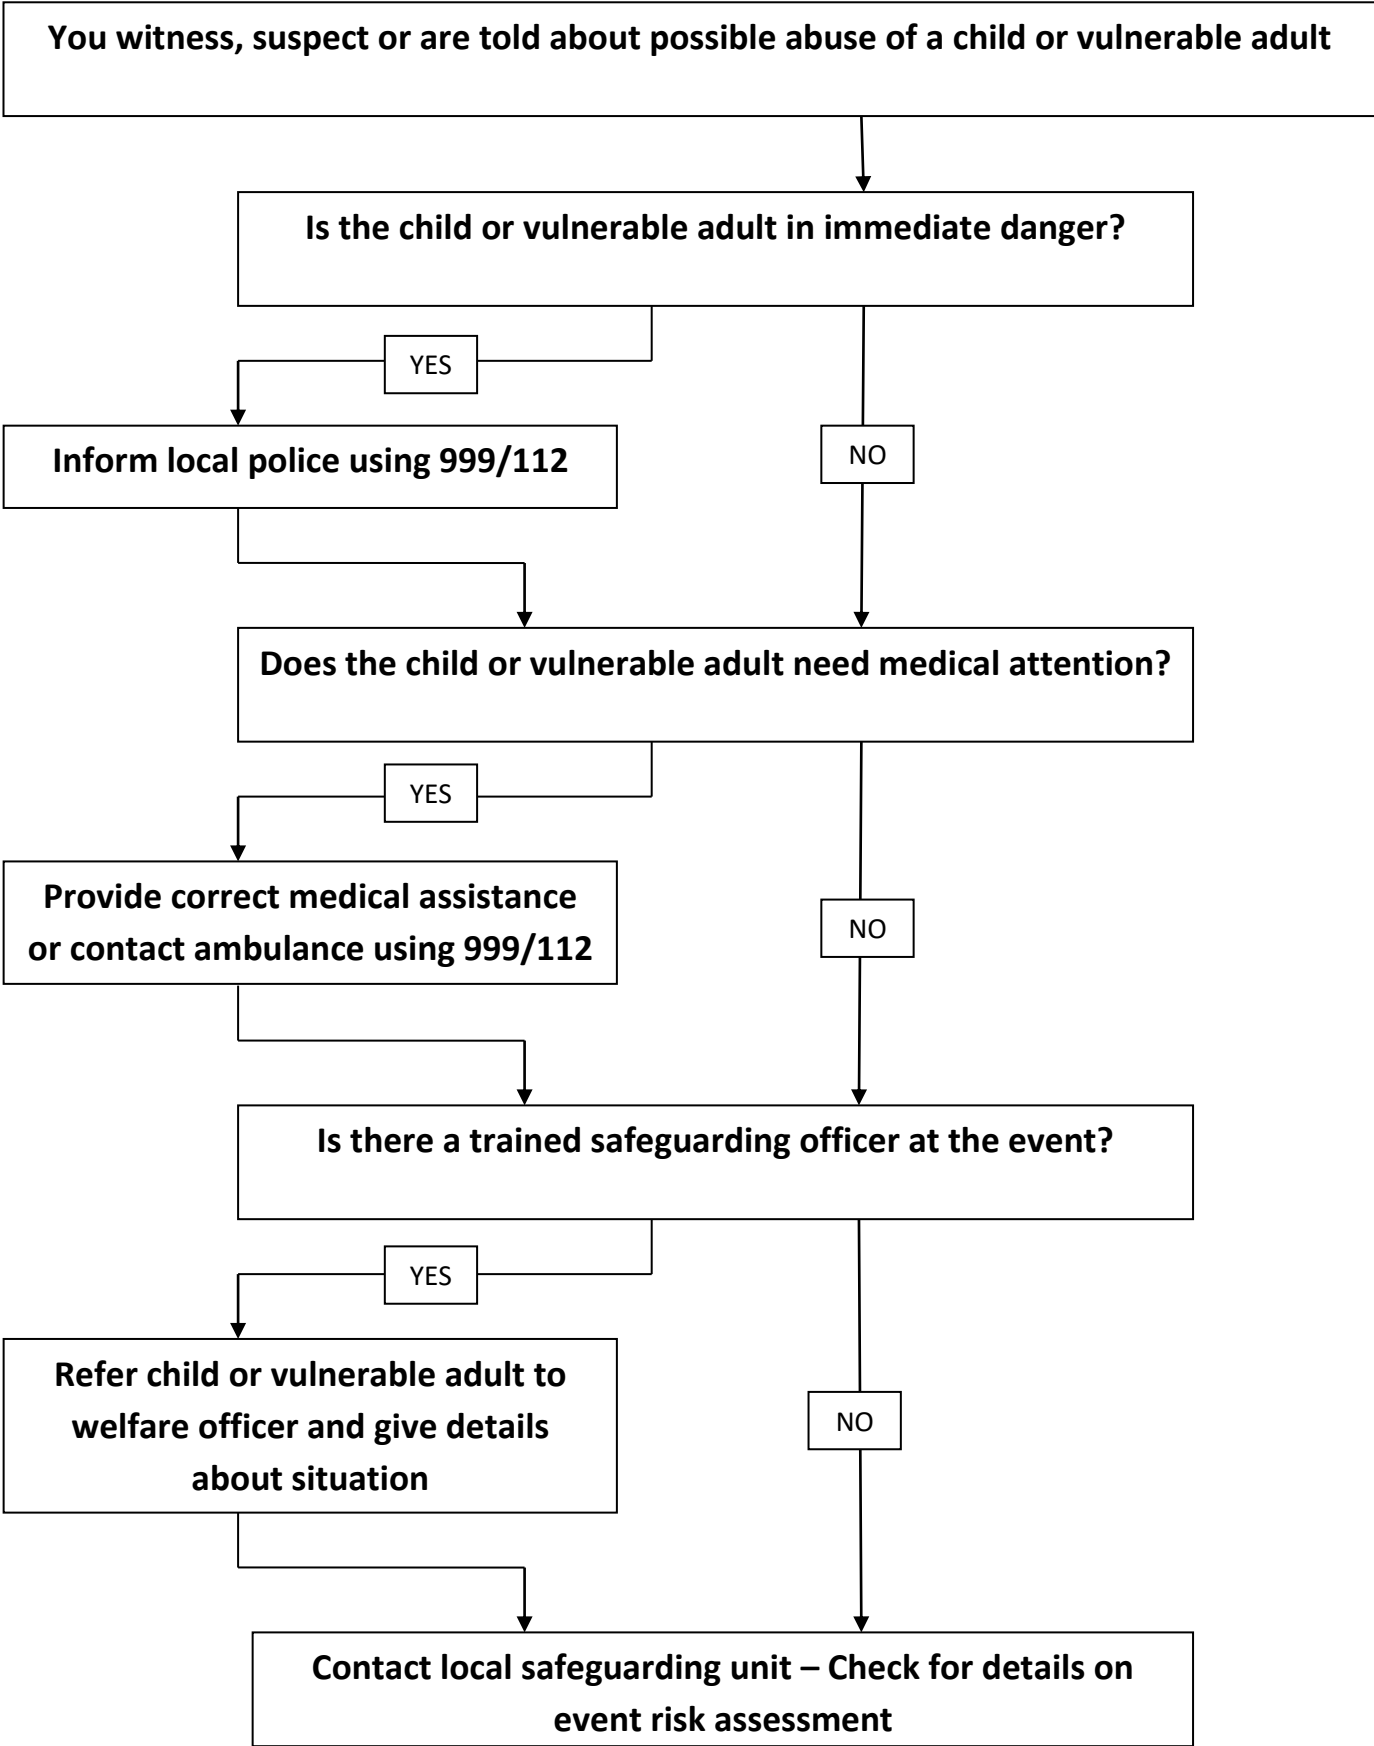 You witness, suspect or are told about possible abuse of a child or vulnerable adult
Is the child or vulnerable adult in immediate danger?
YES
Inform local police using 999/112
NO
Does the child or vulnerable adult need medical attention?
YES
Provide correct medical assistance
or contact ambulance using 999/112
NO
Is there a trained safeguarding officer at the event?
YES
Refer child or vulnerable adult to
welfare officer and give details
about situation
NO
Contact local safeguarding unit – Check for details on
event risk assessment